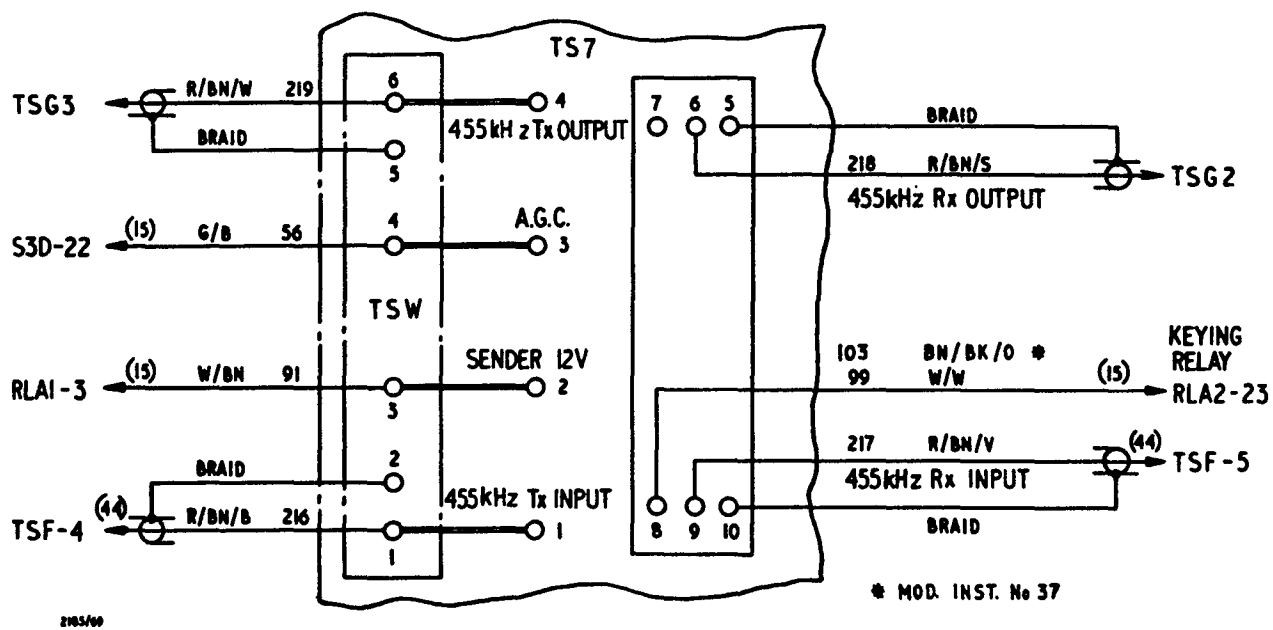 TS7
TSG3
R/BN/W 219
6
4
455kHz Tx OUTPUT
BRAID
5
S3D-22
(15) G/B 56
4
A.G.C.
3
TSW
RLA1-3
(15) W/BN 91
3
SENDER 12V
2
BRAID
2
TSF-4
(44) R/BN/B 216
1
455kHz Tx INPUT
1
7 6 5
BRAID
218 R/BN/S
455kHz Rx OUTPUT
TSG2
103 BN/BK/O *
99 W/W
(15)
KEYING
RELAY
RLA2-23
217 R/BN/V
(44)
TSF-5
455kHz Rx INPUT
8 9 10
BRAID
* MOD. INST. No 37
2185/69